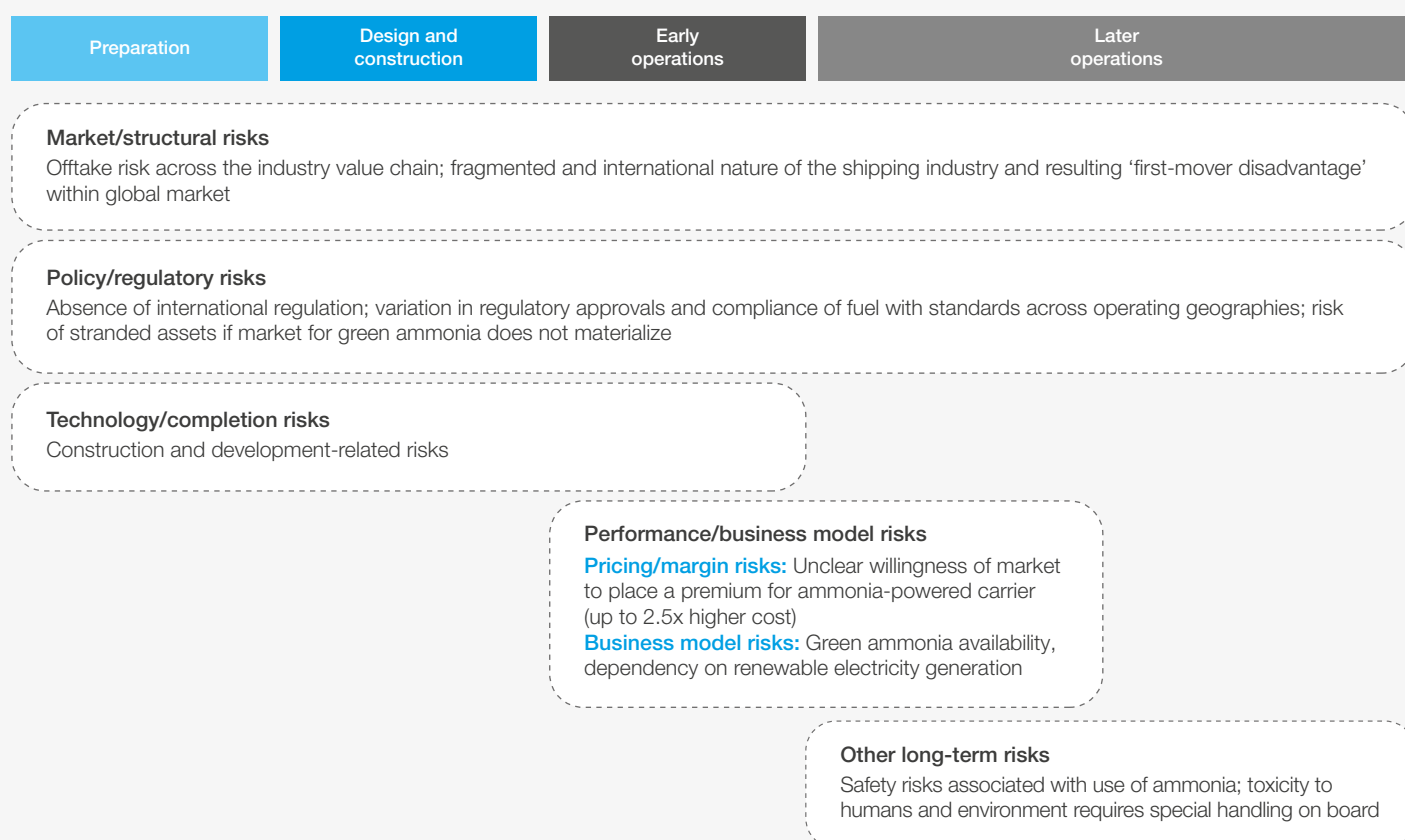 Preparation
Design and
construction
Early
operations
Later
operations
Market/structural risks
Offtake risk across the industry value chain; fragmented and international nature of the shipping industry and resulting ‘first-mover disadvantage’
within global market
Policy/regulatory risks
Absence of international regulation; variation in regulatory approvals and compliance of fuel with standards across operating geographies; risk
of stranded assets if market for green ammonia does not materialize
Technology/completion risks
Construction and development-related risks
Performance/business model risks
Pricing/margin risks: Unclear willingness of market
to place a premium for ammonia-powered carrier
(up to 2.5x higher cost)
Business model risks: Green ammonia availability,
dependency on renewable electricity generation
Other long-term risks
Safety risks associated with use of ammonia; toxicity to
humans and environment requires special handling on board